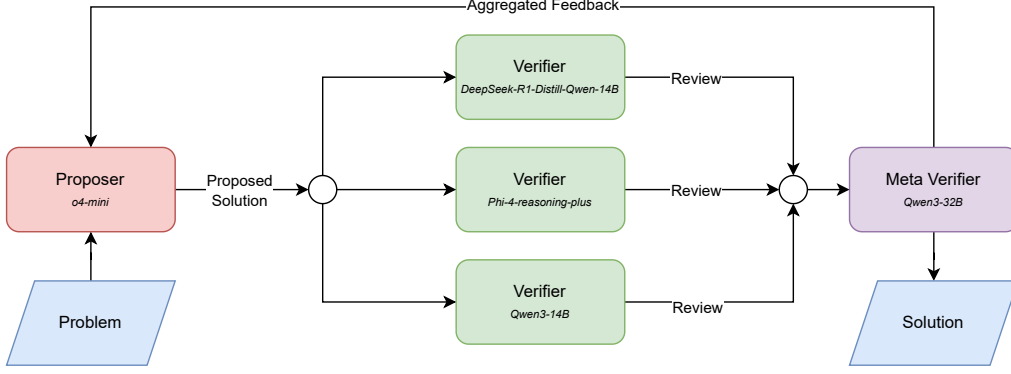 Aggregated Feedback
Verifier
DeepSeek-R1-Distill-Qwen-14B
Review
Proposer
o4-mini
Proposed
Solution
Verifier
Phi-4-reasoning-plus
Review
Meta Verifier
Qwen3-32B
Verifier
Qwen3-14B
Review
Problem
Solution